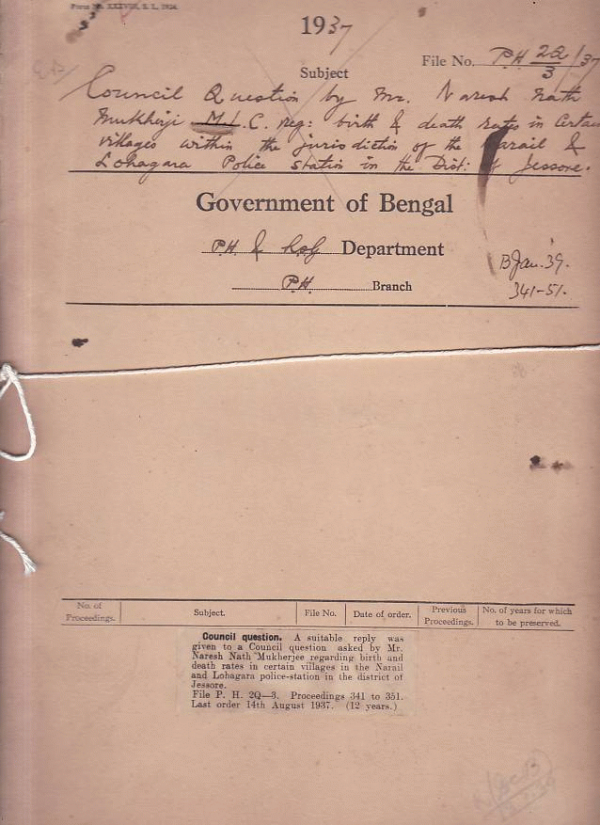 Form No. XXXVIII, S. I., 1924.
1937
File No. P.H 2Q/3 /37
Subject
Council Question by Mr. Naresh Nath
Mukherji M.L.C. reg: birth & death rates in certain
villages within the jurisdiction of the Narail &
Lohagara Police station in the Dist: of Jessore.
Government of Bengal
P.H. & L.S.G Department
P.H. Branch
B Jan. '39.
341-51.
No. of Proceedings.
Subject.
File No.
Date of order.
Previous Proceedings.
No. of years for which to be preserved.
Council question. A suitable reply was
given to a Council question asked by Mr.
Naresh Nath Mukherjee regarding birth and
death rates in certain villages in the Narail
and Lohagara police-station in the district of
Jessore.
File P. H. 2Q—3. Proceedings 341 to 351.
Last order 14th August 1937. (12 years.)